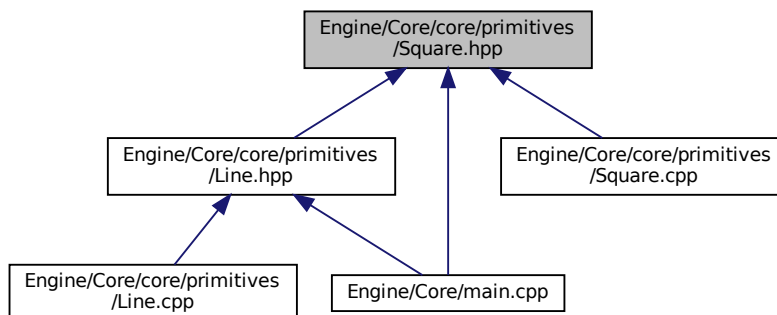 Engine/Core/core/primitives
/Square.hpp
Engine/Core/core/primitives
/Line.hpp
Engine/Core/core/primitives
/Square.cpp
Engine/Core/core/primitives
/Line.cpp
Engine/Core/main.cpp